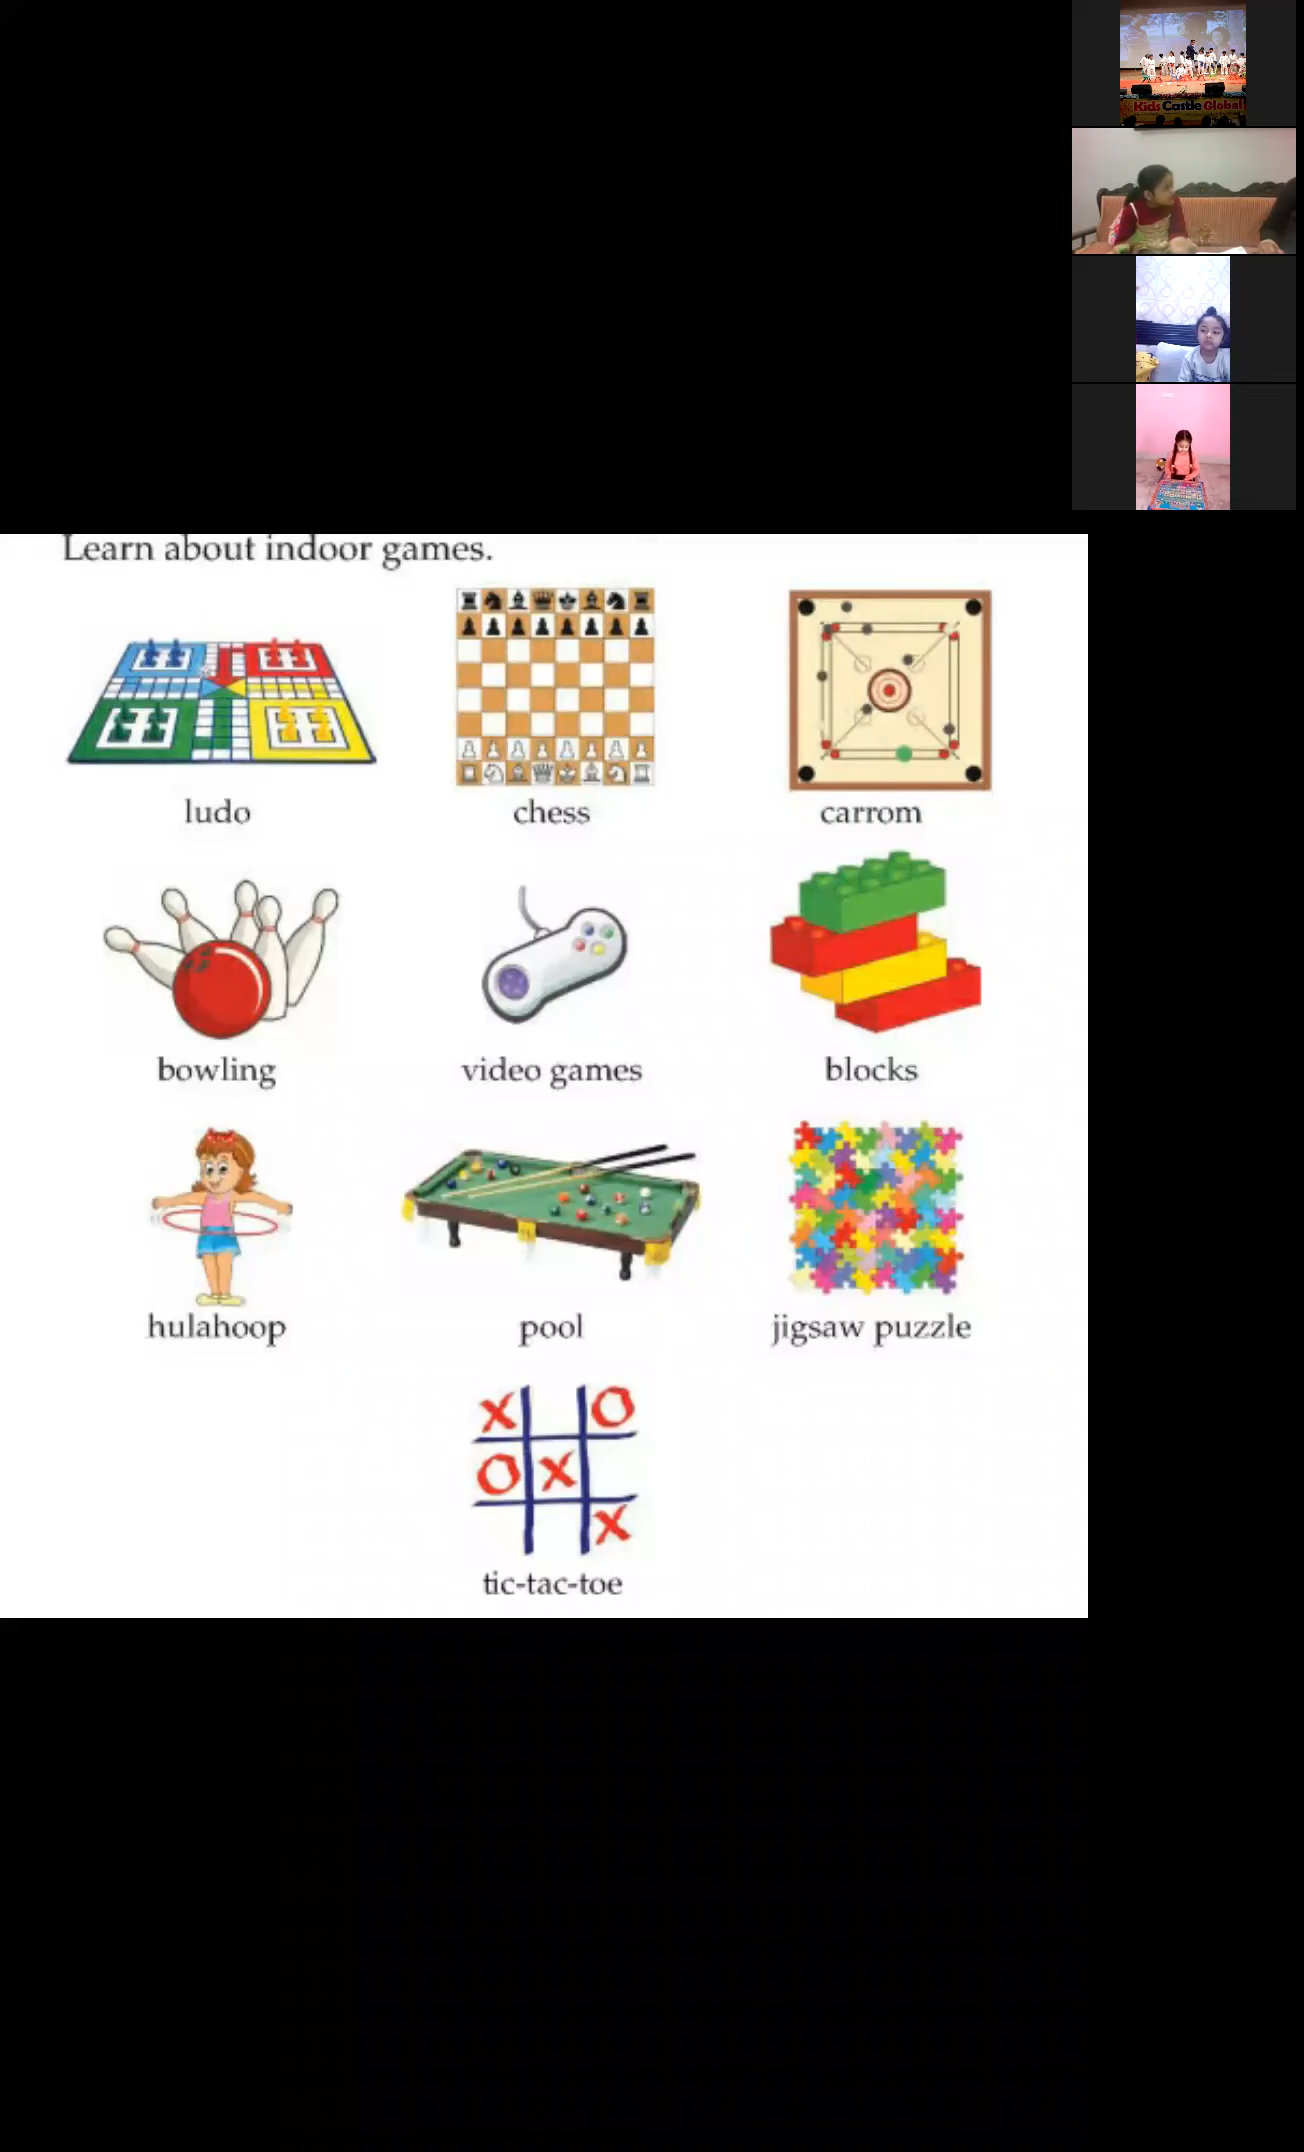 Kids Castle Global
Learn about indoor games.
ludo
chess
carrom
bowling
video games
blocks
hulahoop
pool
jigsaw puzzle
tic-tac-toe